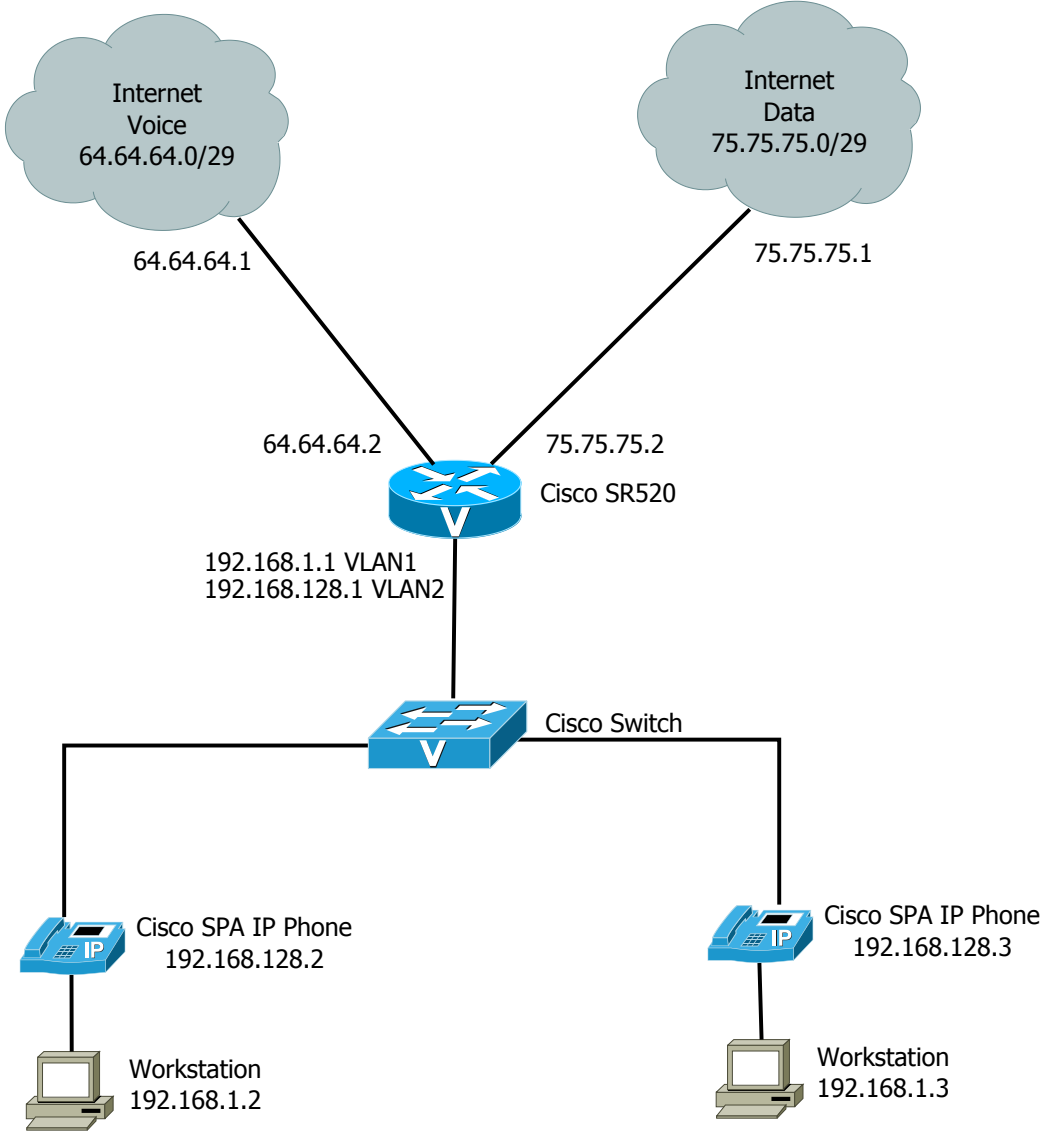 Internet
Voice
64.64.64.0/29
Internet
Data
75.75.75.0/29
64.64.64.1
75.75.75.1
64.64.64.2
75.75.75.2
Cisco SR520
V
192.168.1.1 VLAN1
192.168.128.1 VLAN2
Cisco Switch
V
IP
Cisco SPA IP Phone
192.168.128.2
IP
Cisco SPA IP Phone
192.168.128.3
Workstation
192.168.1.2
Workstation
192.168.1.3